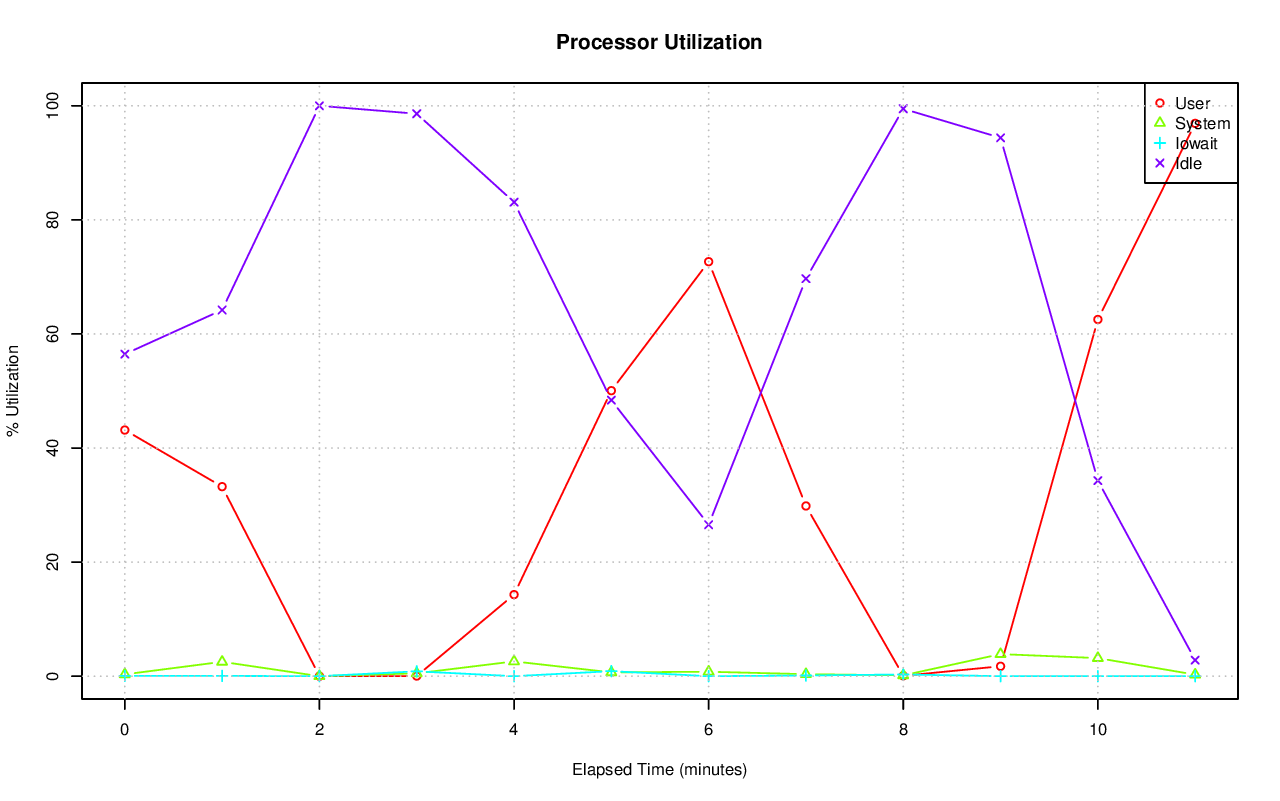 Processor Utilization
User
System
Iowait
Idle
100
80
60
40
20
0
% Utilization
0 2 4 6 8 10
Elapsed Time (minutes)